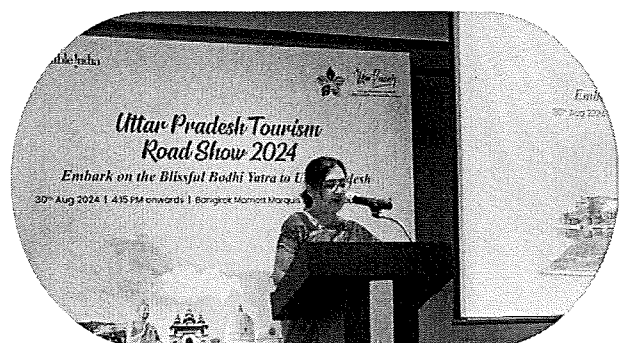 Uttar Pradesh Tourism
Road Show 2024
Embark on the Blissful Bodhi Yatra to
30th Aug 2024 | 4:15 PM onwards | Bangkok Marriott Marquis